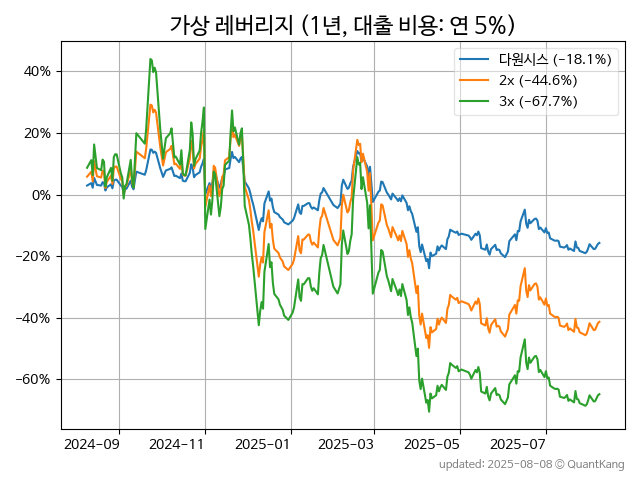 가상 레버리지 (1년, 대출 비용: 연 5%)
다원시스 (-18.1%)
2x (-44.6%)
3x (-67.7%)
40%
20%
0%
−20%
−40%
−60%
2024-09
2024-11
2025-01
2025-03
2025-05
2025-07
updated: 2025-08-08 © QuantKang